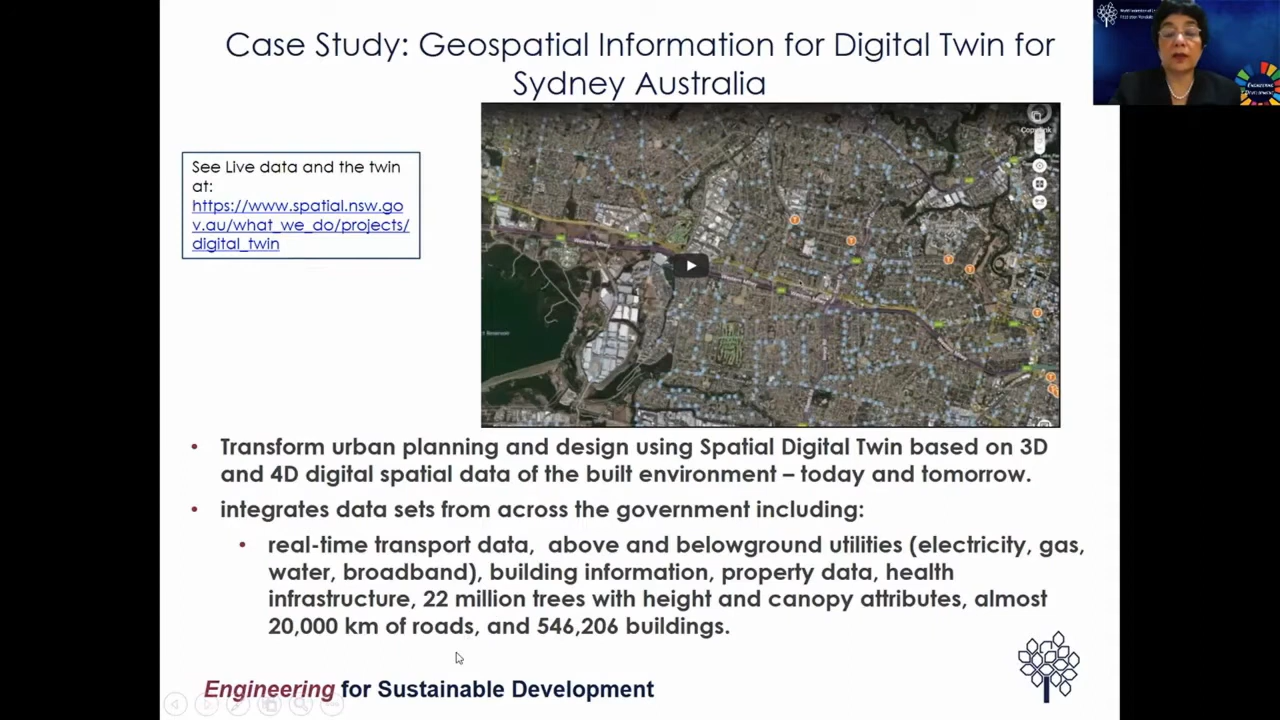 Case Study: Geospatial Information for Digital Twin for
Sydney Australia
See Live data and the twin
at:
https://www.spatial.nsw.go
v.au/what_we_do/projects/
digital_twin
Copy link
• Transform urban planning and design using Spatial Digital Twin based on 3D
and 4D digital spatial data of the built environment – today and tomorrow.
• integrates data sets from across the government including:
• real-time transport data, above and belowground utilities (electricity, gas,
water, broadband), building information, property data, health
infrastructure, 22 million trees with height and canopy attributes, almost
20,000 km of roads, and 546,206 buildings.
Engineering for Sustainable Development